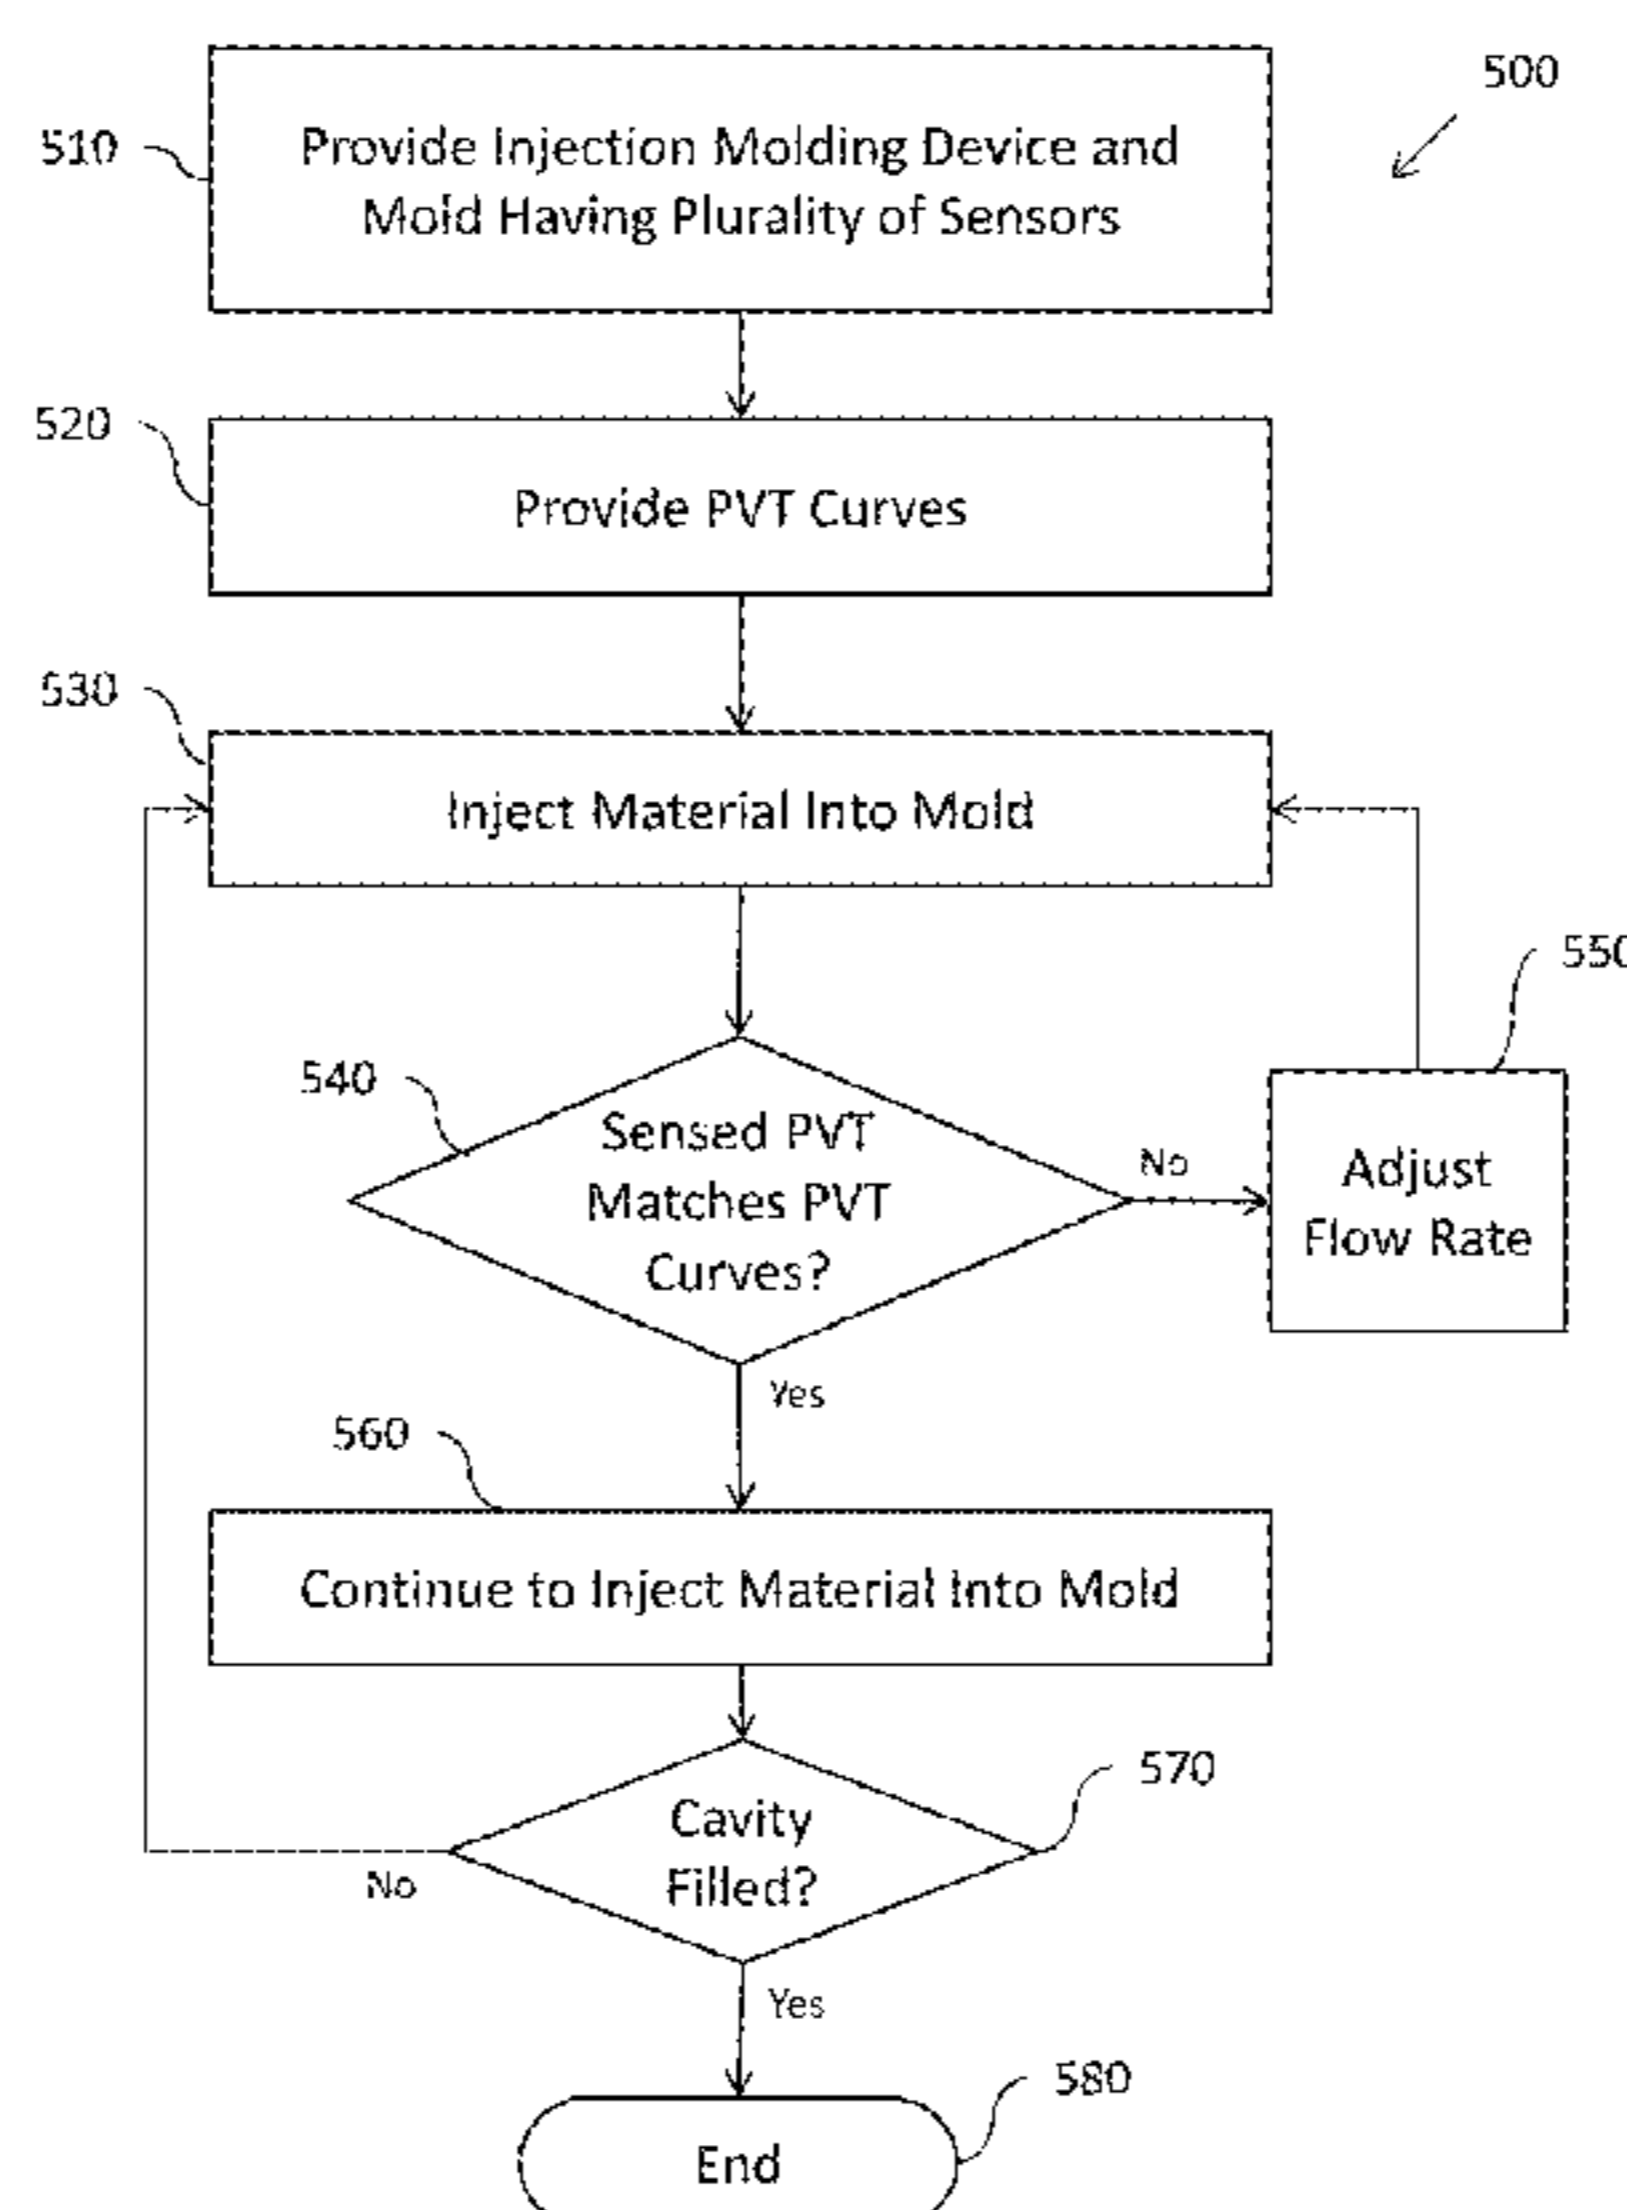 500
510
Provide Injection Molding Device and
Mold Having Plurality of Sensors
520
Provide PVT Curves
530
Inject Material Into Mold
550
540
Sensed PVT
Matches PVT
Curves?
No
Adjust
Flow Rate
Yes
560
Continue to Inject Material Into Mold
570
Cavity
Filled?
No
Yes
580
End